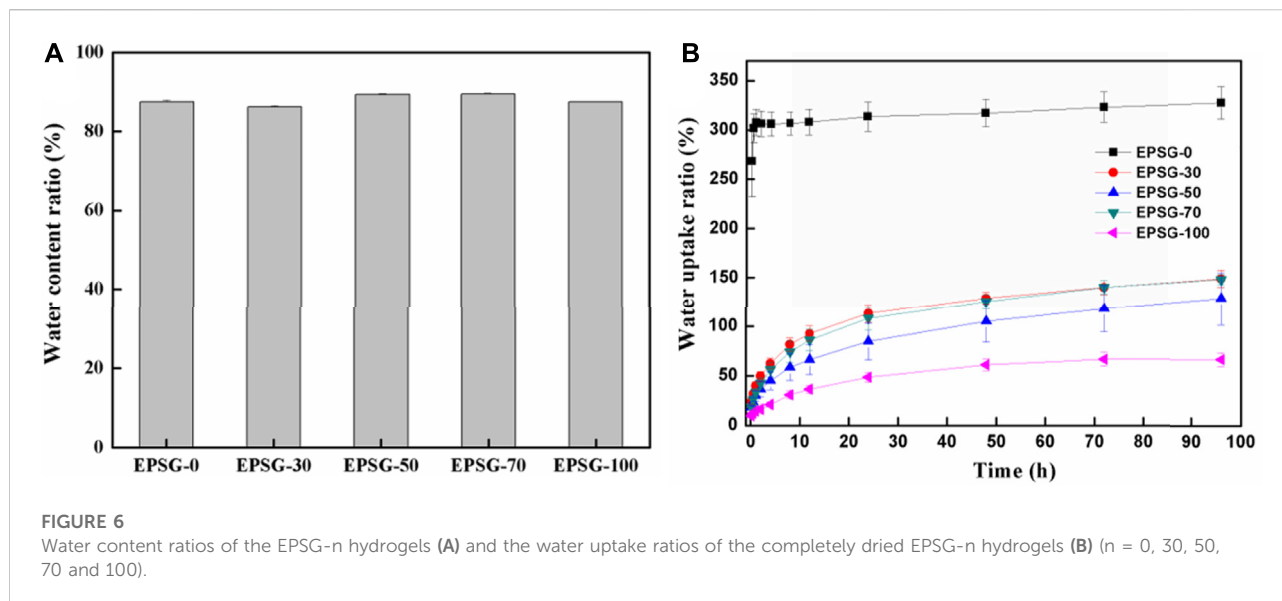 A
B
Water content ratio (%)
100
80
60
40
20
0
EPSG-0 EPSG-30 EPSG-50 EPSG-70 EPSG-100
Water uptake ratio (%)
350
300
250
200
150
100
50
0
EPSG-0
EPSG-30
EPSG-50
EPSG-70
EPSG-100
0 10 20 30 40 50 60 70 80 90 100
Time (h)
FIGURE 6
Water content ratios of the EPSG-n hydrogels (A) and the water uptake ratios of the completely dried EPSG-n hydrogels (B) (n = 0, 30, 50,
70 and 100).